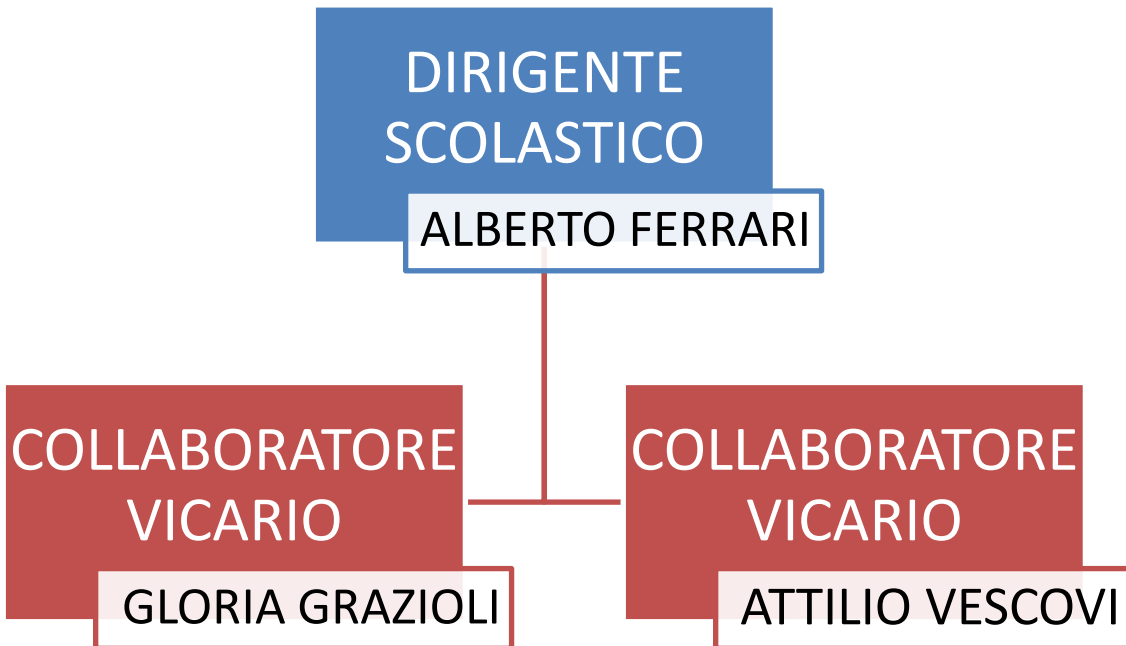 DIRIGENTE
SCOLASTICO
ALBERTO FERRARI
COLLABORATORE
VICARIO
GLORIA GRAZIOLI
COLLABORATORE
VICARIO
ATTILIO VESCOVI